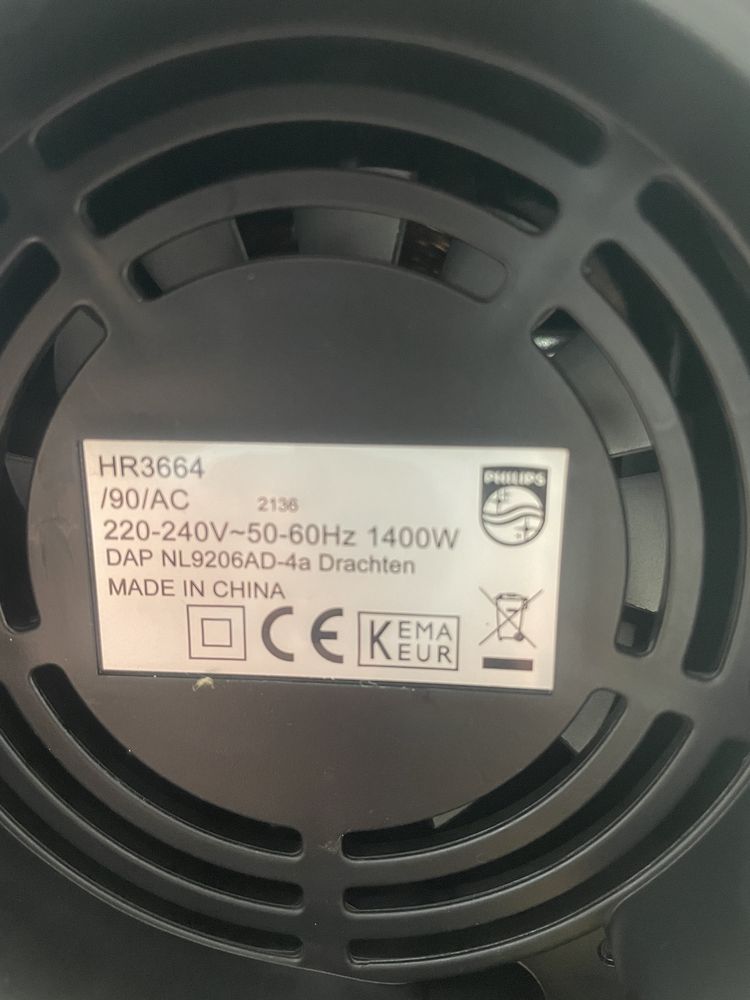 HR3664
/90/AC 2136
220-240V~50-60Hz 1400W
DAP NL9206AD-4a Drachten
MADE IN CHINA
PHILIPS
CE
KEMA
KEUR